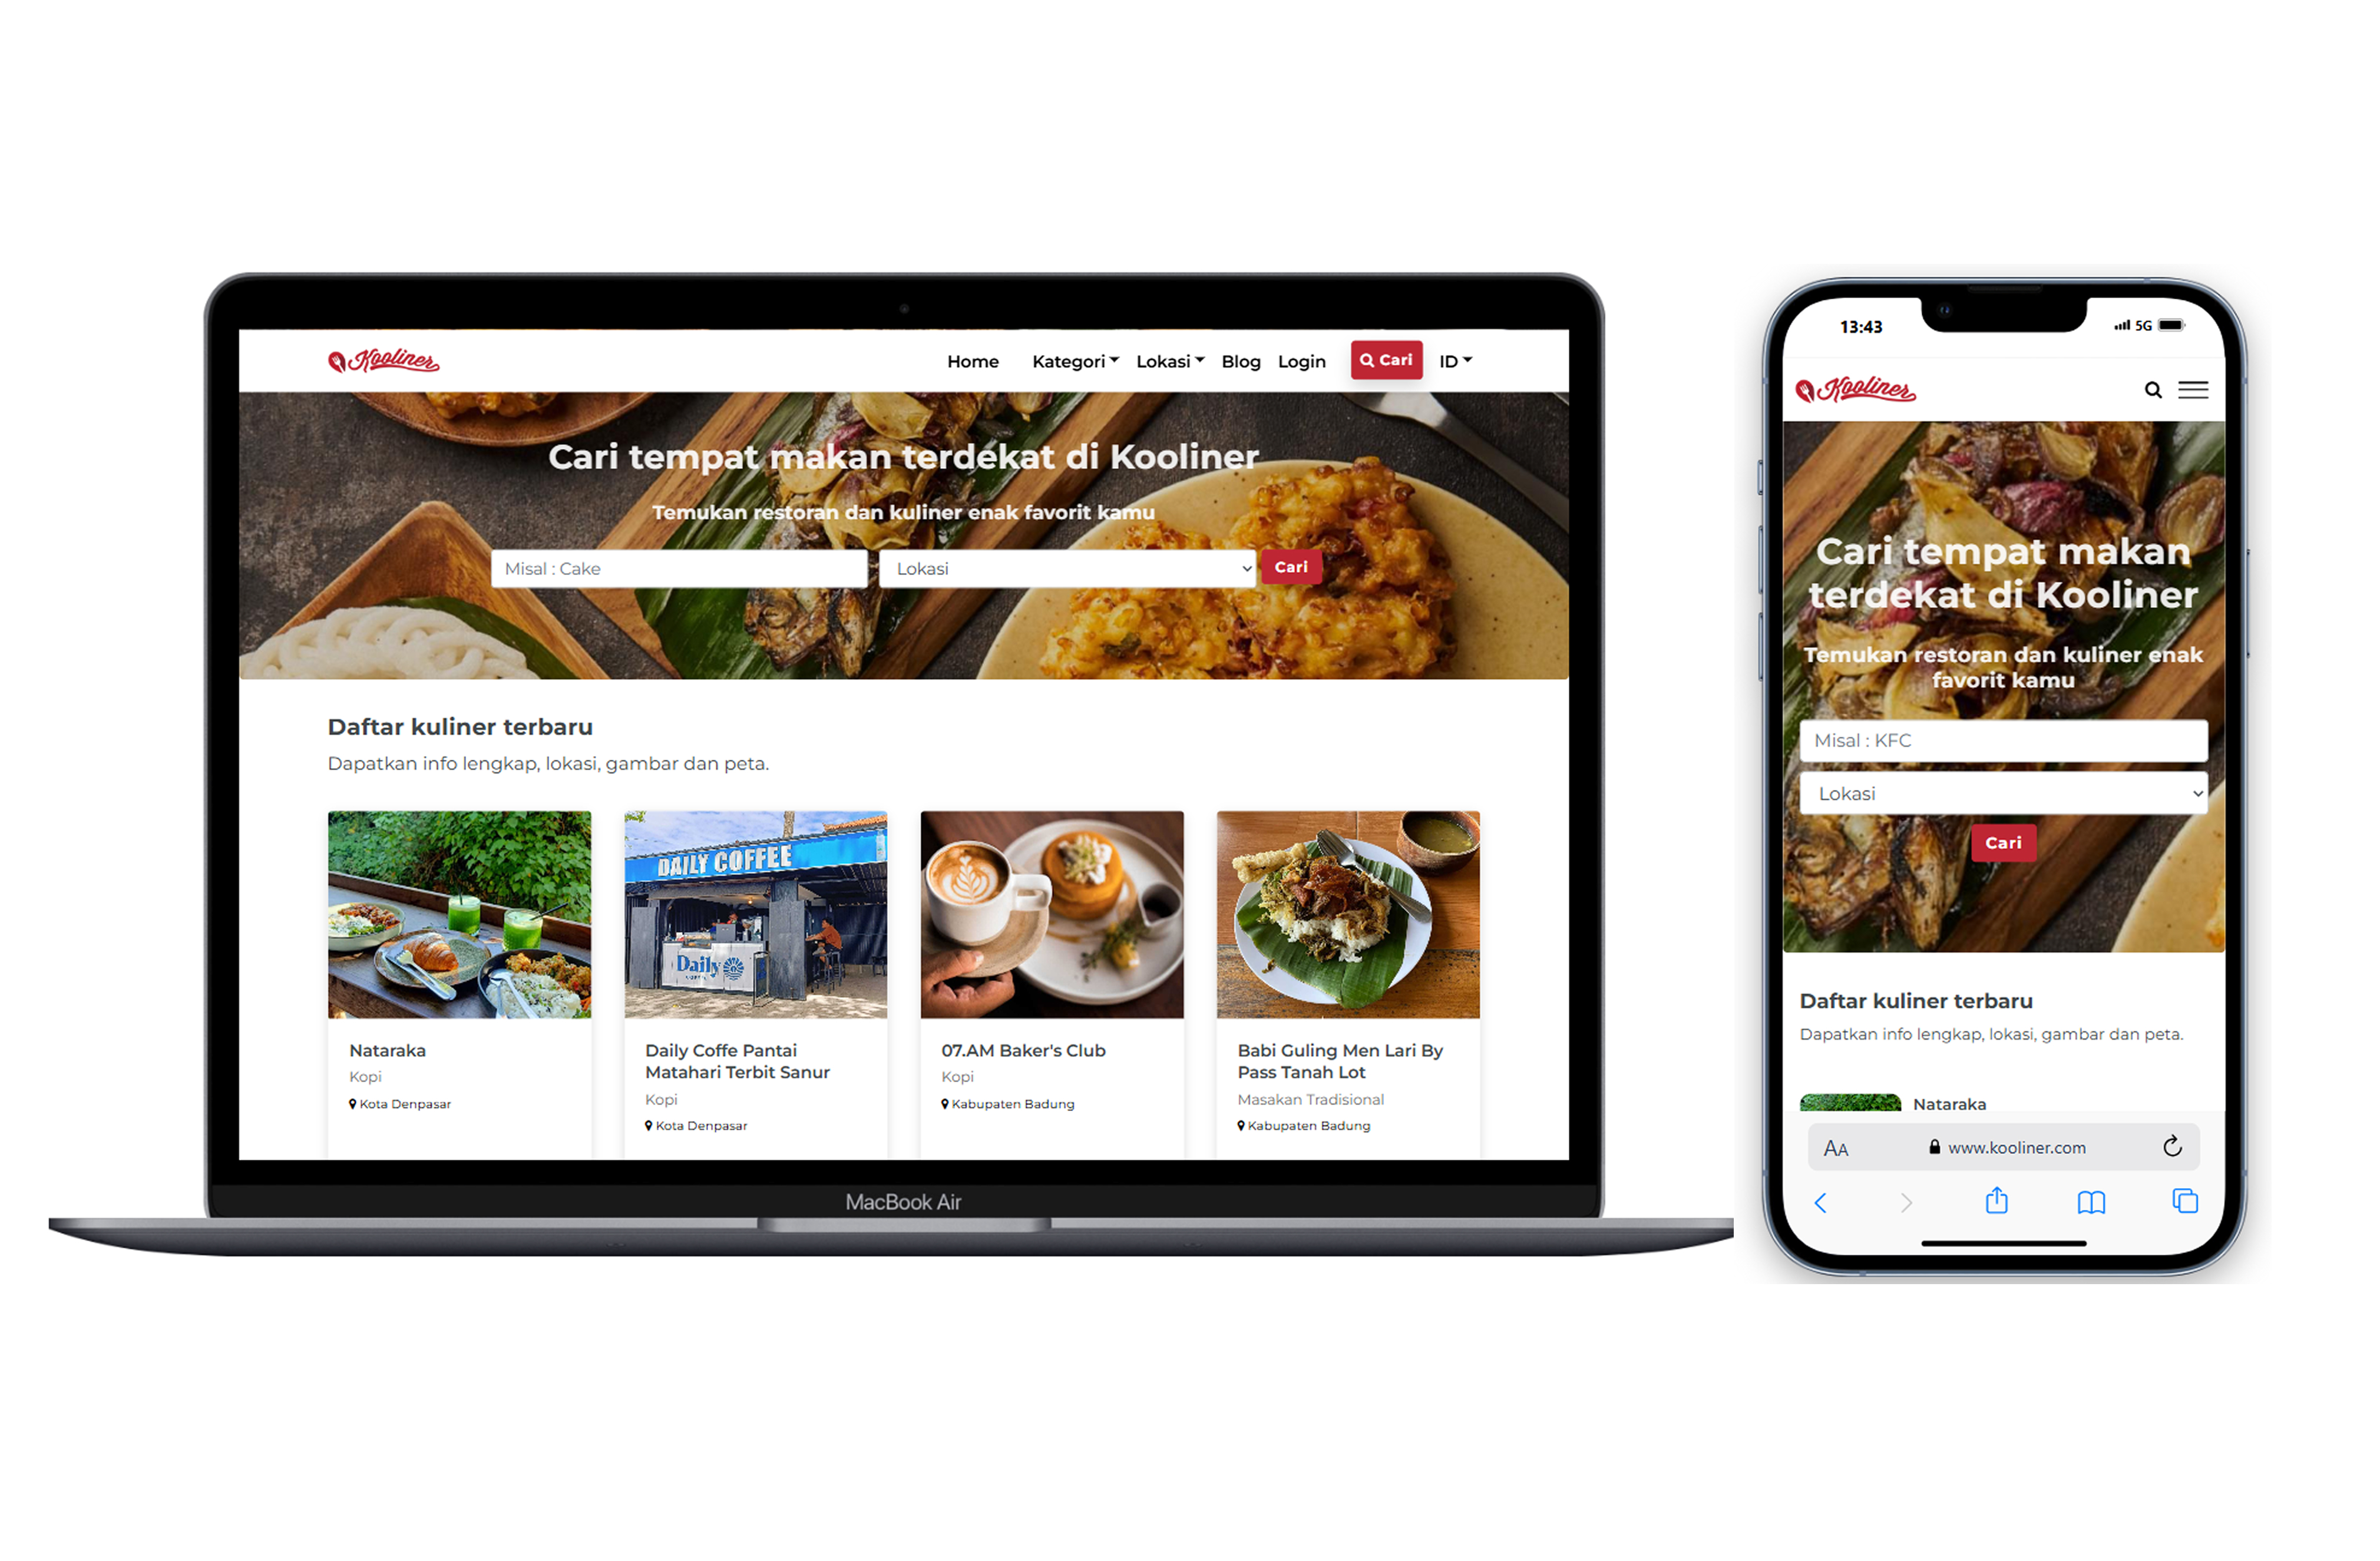 Kooliner
Home Kategori Lokasi Blog Login Cari ID
Cari tempat makan terdekat di Kooliner
Temukan restoran dan kuliner enak favorit kamu
Misal : Cake Lokasi Cari
Daftar kuliner terbaru
Dapatkan info lengkap, lokasi, gambar dan peta.
DAILY COFFEE
Daily
Nataraka
Kopi
Kota Denpasar
Daily Coffe Pantai
Matahari Terbit Sanur
Kopi
Kota Denpasar
07.AM Baker's Club
Kopi
Kabupaten Badung
Babi Guling Men Lari By
Pass Tanah Lot
Masakan Tradisional
Kabupaten Badung
MacBook Air
13:43 5G
Kooliner
Cari tempat makan
terdekat di Kooliner
Temukan restoran dan kuliner enak
favorit kamu
Misal : KFC
Lokasi
Cari
Daftar kuliner terbaru
Dapatkan info lengkap, lokasi, gambar dan peta.
Nataraka
AA www.kooliner.com